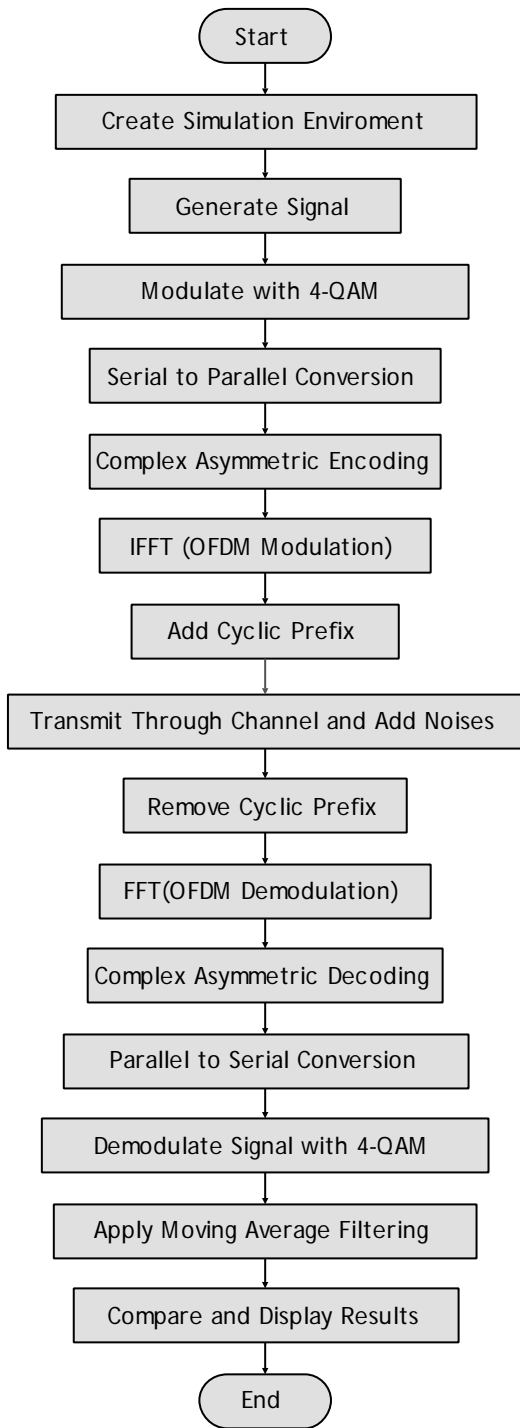 Start
Create Simulation Enviroment
Generate Signal
Modulate with 4-QAM
Serial to Parallel Conversion
Complex Asymmetric Encoding
IFFT (OFDM Modulation)
Add Cyclic Prefix
Transmit Through Channel and Add Noises
Remove Cyclic Prefix
FFT(OFDM Demodulation)
Complex Asymmetric Decoding
Parallel to Serial Conversion
Demodulate Signal with 4-QAM
Apply Moving Average Filtering
Compare and Display Results
End